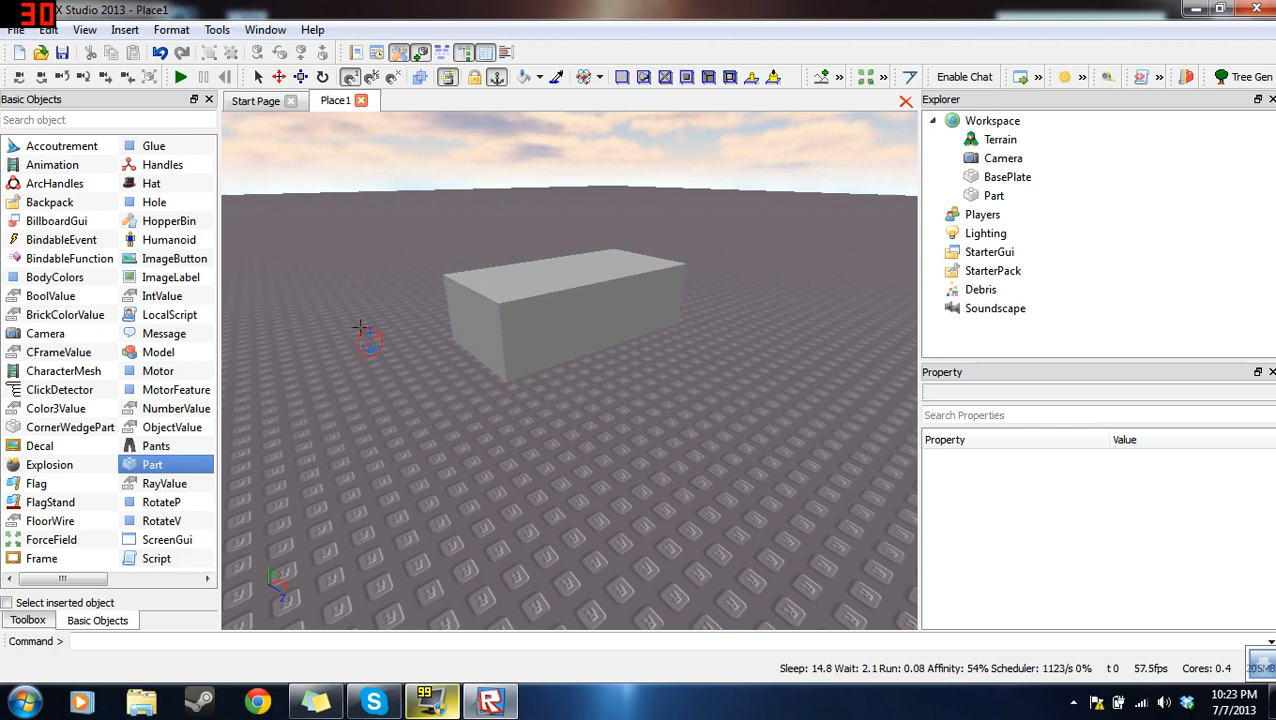 30
X Studio 2013 - Place1
File Edit View Insert Format Tools Window Help
Enable Chat » » » Tree Gen
Basic Objects
Start Page
Place1
Explorer
Search object
Accoutrement
Glue
Animation
Handles
ArcHandles
Hat
Backpack
Hole
BillboardGui
HopperBin
BindableEvent
Humanoid
BindableFunction
ImageButton
BodyColors
ImageLabel
BoolValue
IntValue
BrickColorValue
LocalScript
Camera
Message
CFrameValue
Model
CharacterMesh
Motor
ClickDetector
MotorFeature
Color3Value
NumberValue
CornerWedgePart
ObjectValue
Decal
Pants
Explosion
Part
Flag
RayValue
FlagStand
RotateP
FloorWire
RotateV
ForceField
ScreenGui
Frame
Script
Select inserted object
Toolbox
Basic Objects
Workspace
Terrain
Camera
BasePlate
Part
Players
Lighting
StarterGui
StarterPack
Debris
Soundscape
Property
Search Properties
Property
Value
Z
Command >
Sleep: 14.8 Wait: 2.1 Run: 0.08 Affinity: 54% Scheduler: 1123/s 0% t 0 57.5fps Cores: 0.4
99
10:23 PM
7/7/2013